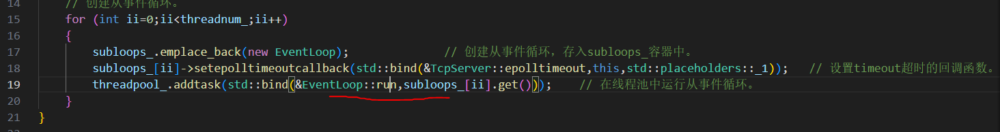 14 // 创建从事件循环。
15 for (int ii=0;ii<threadnum_;ii++)
16 {
17 subloops_.emplace_back(new EventLoop); // 创建从事件循环，存入subloops_容器中。
18 subloops_[ii]->setepolltimeoutcallback(std::bind(&TcpServer::epolltimeout,this,std::placeholders::_1)); // 设置timeout超时的回调函数。
19 threadpool_.addtask(std::bind(&EventLoop::run,subloops_[ii].get())); // 在线程池中运行从事件循环。
20 }
21 }